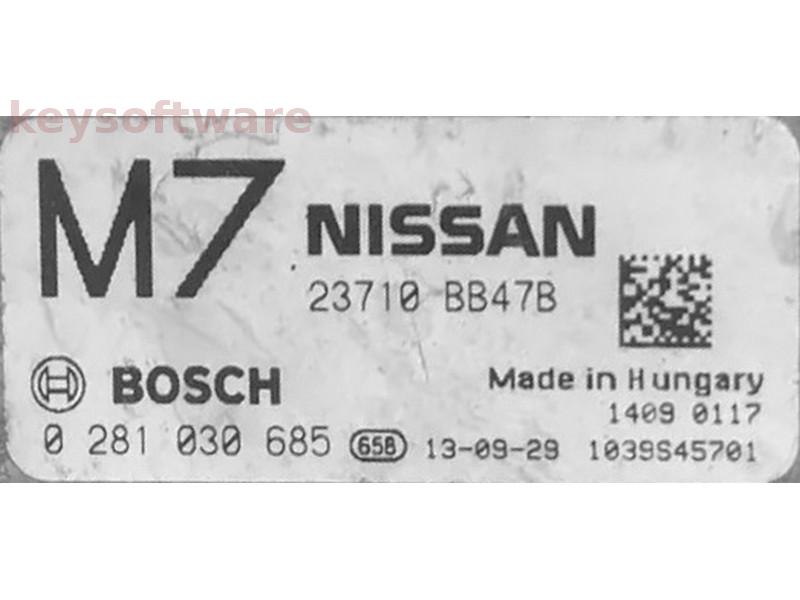 keysoftware
M7
NISSAN
23710 BB47B
BOSCH
Made in Hungary
1409 0117
0 281 030 685 65B 13-09-29 1039S45701